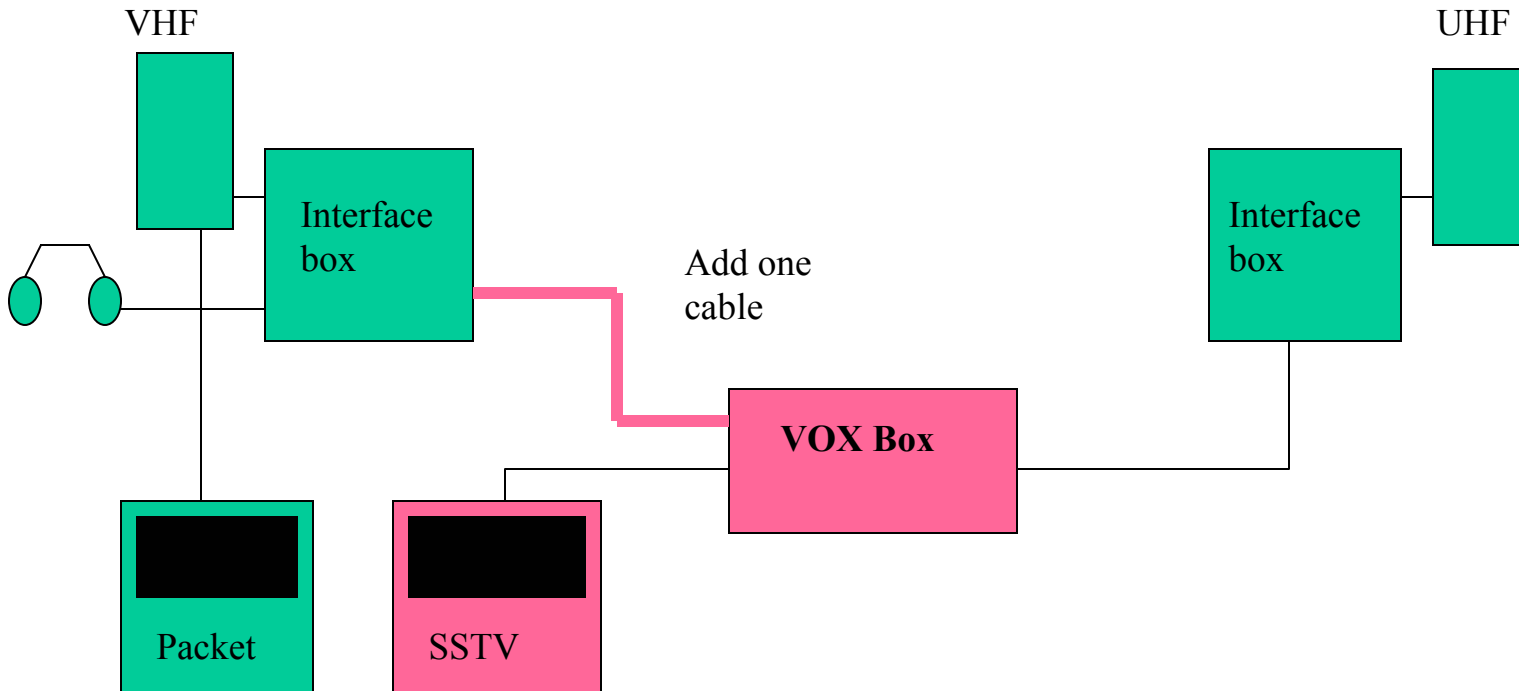 VHF
UHF
Interface
box
Interface
box
Add one
cable
VOX Box
Packet
SSTV